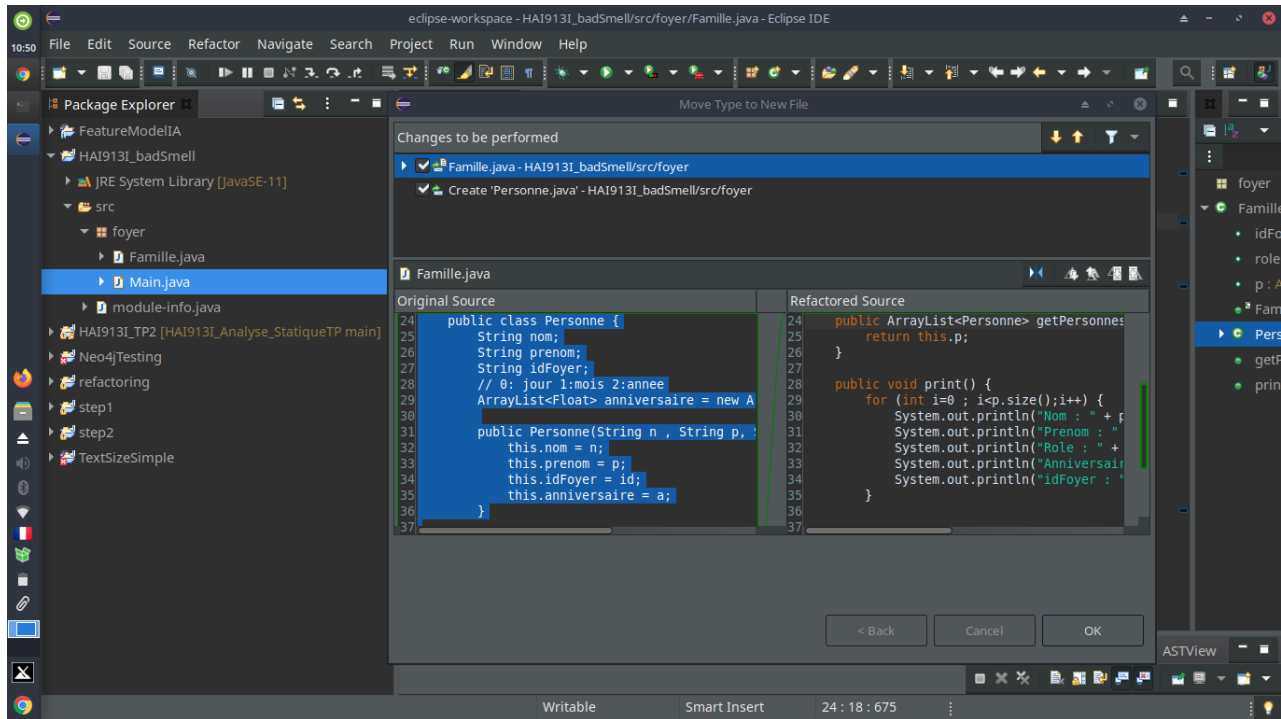 eclipse-workspace - HAI913I_badSmell/src/foyer/Famille.java - Eclipse IDE
10:50
File Edit Source Refactor Navigate Search Project Run Window Help
Package Explorer
FeatureModelIA
HAI913I_badSmell
JRE System Library [JavaSE-11]
src
foyer
Famille.java
Main.java
module-info.java
HAI913I_TP2 [HAI913I_Analyse_StatiqueTP main]
Neo4jTesting
refactoring
step1
step2
TextSizeSimple
Move Type to New File
Changes to be performed
Famille.java - HAI913I_badSmell/src/foyer
Create 'Personne.java' - HAI913I_badSmell/src/foyer
Famille.java
Original Source
24 public class Personne {
25 String nom;
26 String prenom;
27 String idFoyer;
28 // 0: jour 1:mois 2:annee
29 ArrayList<Float> anniversaire = new A
30
31 public Personne(String n , String p,
32 this.nom = n;
33 this.prenom = p;
34 this.idFoyer = id;
35 this.anniversaire = a;
36 }
37
Refactored Source
24 public ArrayList<Personne> getPersonnes
25 return this.p;
26 }
27
28 public void print() {
29 for (int i=0 ; i<p.size();i++) {
30 System.out.println("Nom : " + p
31 System.out.println("Prenom : "
32 System.out.println("Role : " +
33 System.out.println("Anniversair
34 System.out.println("idFoyer : "
35 }
36
37
< Back Cancel OK
foyer
Famille
idFo
role
p : A
Fam
Pers
getP
prin
ASTView
Writable Smart Insert 24 : 18 : 675